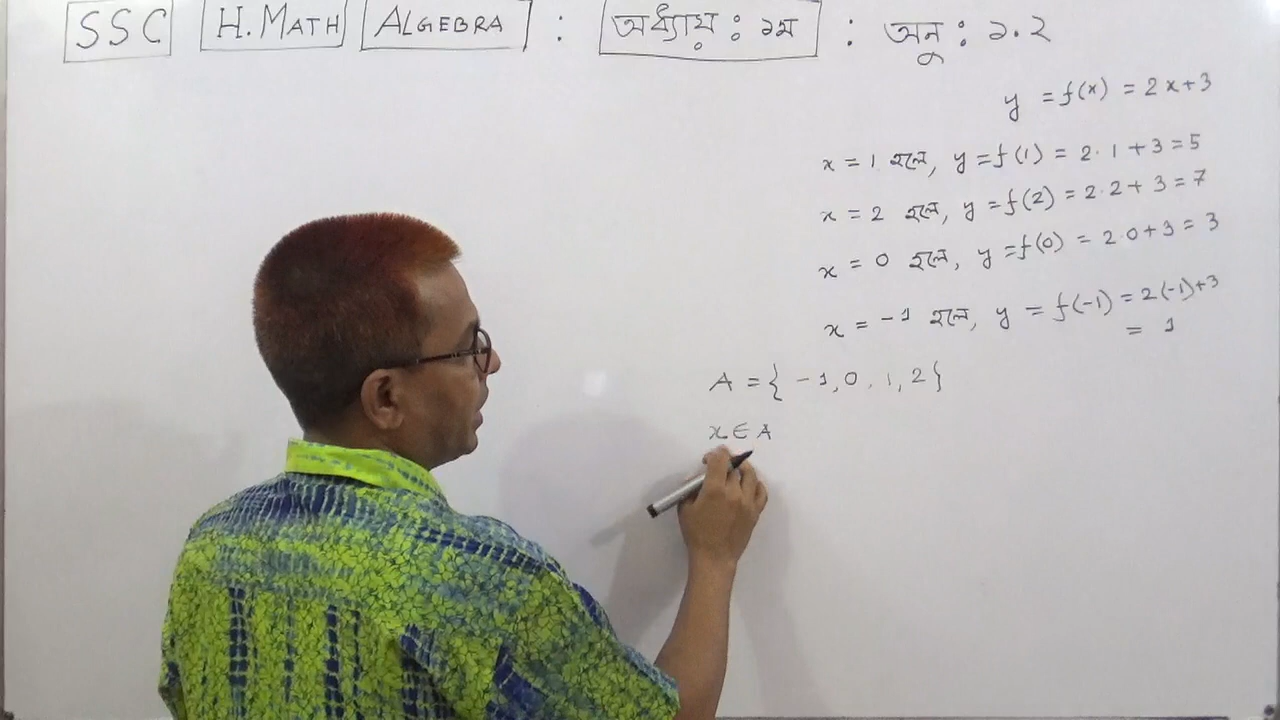 SSC H. MATH ALGEBRA : অধ্যায় : ১ম : অনু : ১.২
y = f(x) = 2x+3
x = 1 হলে, y = f(1) = 2·1+3 = 5
x = 2 হলে, y = f(2) = 2·2+3 = 7
x = 0 হলে, y = f(0) = 2·0+3 = 3
x = -1 হলে, y = f(-1) = 2(-1)+3
= 1
A = { -1, 0, 1, 2 }
x ∈ A